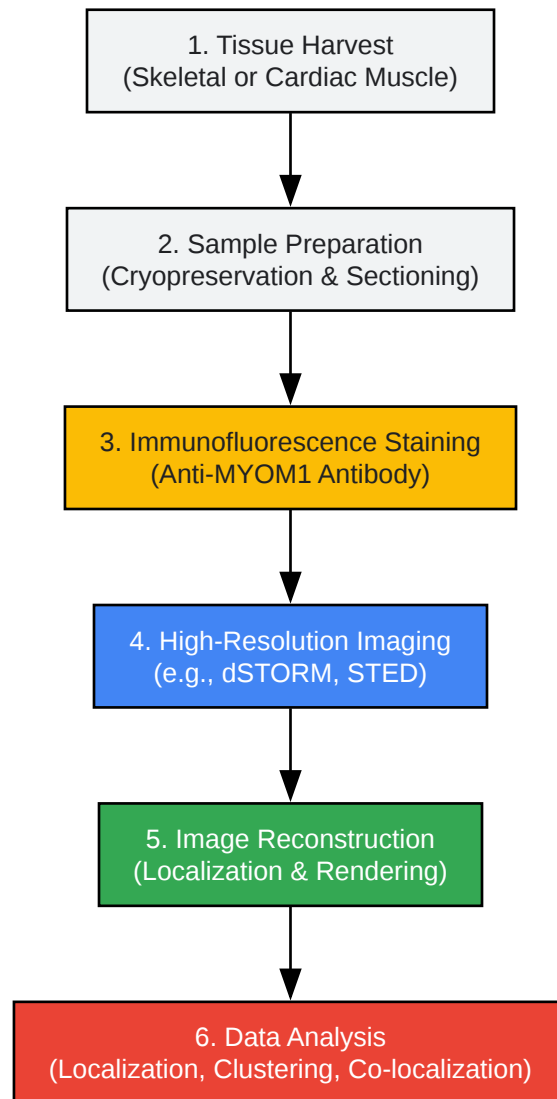 1. Tissue Harvest
(Skeletal or Cardiac Muscle)
2. Sample Preparation
(Cryopreservation & Sectioning)
3. Immunofluorescence Staining
(Anti-MYOM1 Antibody)
4. High-Resolution Imaging
(e.g., dSTORM, STED)
5. Image Reconstruction
(Localization & Rendering)
6. Data Analysis
(Localization, Clustering, Co-localization)